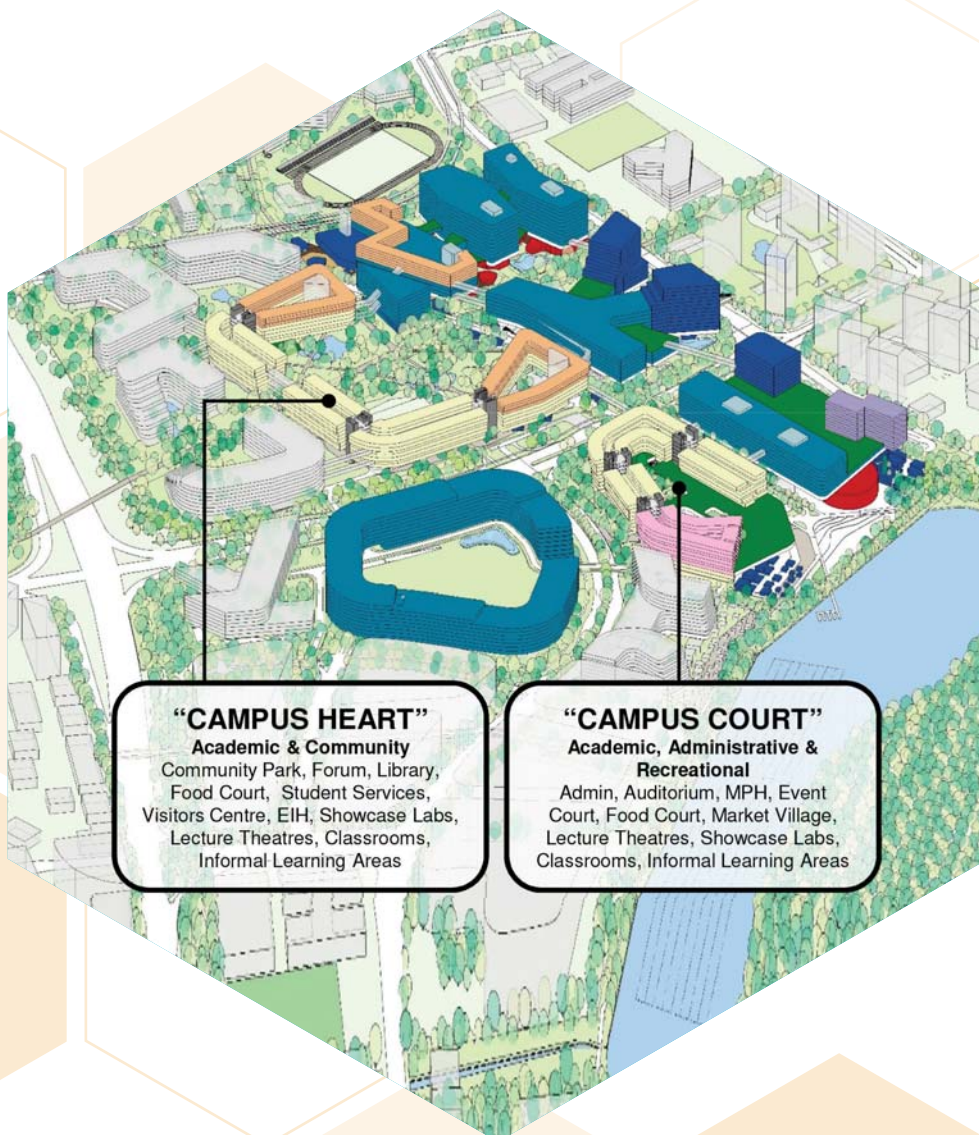 “CAMPUS HEART”
Academic & Community
Community Park, Forum, Library,
Food Court, Student Services,
Visitors Centre, EIH, Showcase Labs,
Lecture Theatres, Classrooms,
Informal Learning Areas
“CAMPUS COURT”
Academic, Administrative &
Recreational
Admin, Auditorium, MPH, Event
Court, Food Court, Market Village,
Lecture Theatres, Showcase Labs,
Classrooms, Informal Learning Areas